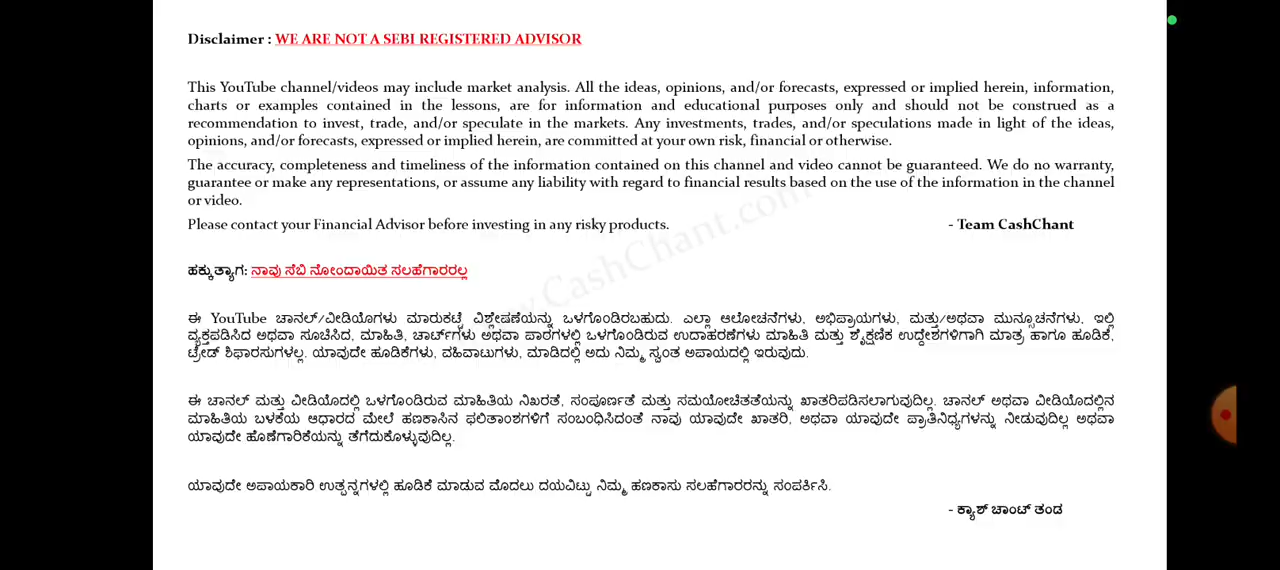 Disclaimer : WE ARE NOT A SEBI REGISTERED ADVISOR
This YouTube channel/videos may include market analysis. All the ideas, opinions, and/or forecasts, expressed or implied herein, information,
charts or examples contained in the lessons, are for information and educational purposes only and should not be construed as a
recommendation to invest, trade, and/or speculate in the markets. Any investments, trades, and/or speculations made in light of the ideas,
opinions, and/or forecasts, expressed or implied herein, are committed at your own risk, financial or otherwise.
The accuracy, completeness and timeliness of the information contained on this channel and video cannot be guaranteed. We do no warranty,
guarantee or make any representations, or assume any liability with regard to financial results based on the use of the information in the channel
or video.
Please contact your Financial Advisor before investing in any risky products. - Team CashChant
CashChant.com
ಹಕ್ಕುತ್ಯಾಗ: ನಾವು ಸೆಬಿ ನೋಂದಾಯಿತ ಸಲಹೆಗಾರರಲ್ಲ
ಈ YouTube ಚಾನಲ್/ವೀಡಿಯೊಗಳು ಮಾರುಕಟ್ಟೆ ವಿಶ್ಲೇಷಣೆಯನ್ನು ಒಳಗೊಂಡಿರಬಹುದು. ಎಲ್ಲಾ ಆಲೋಚನೆಗಳು, ಅಭಿಪ್ರಾಯಗಳು, ಮತ್ತು/ಅಥವಾ ಮುನ್ಸೂಚನೆಗಳು, ಇಲ್ಲಿ
ವ್ಯಕ್ತಪಡಿಸಿದ ಅಥವಾ ಸೂಚಿಸಿದ, ಮಾಹಿತಿ, ಚಾರ್ಟ್‌ಗಳು ಅಥವಾ ಪಾಠಗಳಲ್ಲಿ ಒಳಗೊಂಡಿರುವ ಉದಾಹರಣೆಗಳು ಮಾಹಿತಿ ಮತ್ತು ಶೈಕ್ಷಣಿಕ ಉದ್ದೇಶಗಳಿಗಾಗಿ ಮಾತ್ರ ಹಾಗೂ ಹೂಡಿಕೆ,
ಟ್ರೇಡ್ ಶಿಫಾರಸುಗಳಲ್ಲ. ಯಾವುದೇ ಹೂಡಿಕೆಗಳು, ವಹಿವಾಟುಗಳು, ಮಾಡಿದಲ್ಲಿ ಅದು ನಿಮ್ಮ ಸ್ವಂತ ಅಪಾಯದಲ್ಲಿ ಇರುವುದು.
ಈ ಚಾನಲ್ ಮತ್ತು ವೀಡಿಯೊದಲ್ಲಿ ಒಳಗೊಂಡಿರುವ ಮಾಹಿತಿಯ ನಿಖರತೆ, ಸಂಪೂರ್ಣತೆ ಮತ್ತು ಸಮಯೋಚಿತತೆಯನ್ನು ಖಾತರಿಪಡಿಸಲಾಗುವುದಿಲ್ಲ. ಚಾನಲ್ ಅಥವಾ ವೀಡಿಯೊದಲ್ಲಿನ
ಮಾಹಿತಿಯ ಬಳಕೆಯ ಆಧಾರದ ಮೇಲೆ ಹಣಕಾಸಿನ ಫಲಿತಾಂಶಗಳಿಗೆ ಸಂಬಂಧಿಸಿದಂತೆ ನಾವು ಯಾವುದೇ ಖಾತರಿ, ಅಥವಾ ಯಾವುದೇ ಪ್ರಾತಿನಿಧ್ಯಗಳನ್ನು ನೀಡುವುದಿಲ್ಲ ಅಥವಾ
ಯಾವುದೇ ಹೊಣೆಗಾರಿಕೆಯನ್ನು ತೆಗೆದುಕೊಳ್ಳುವುದಿಲ್ಲ.
ಯಾವುದೇ ಅಪಾಯಕಾರಿ ಉತ್ಪನ್ನಗಳಲ್ಲಿ ಹೂಡಿಕೆ ಮಾಡುವ ಮೊದಲು ದಯವಿಟ್ಟು ನಿಮ್ಮ ಹಣಕಾಸು ಸಲಹೆಗಾರರನ್ನು ಸಂಪರ್ಕಿಸಿ.
- ಕ್ಯಾಶ್ ಚಾಂಟ್ ತಂಡ